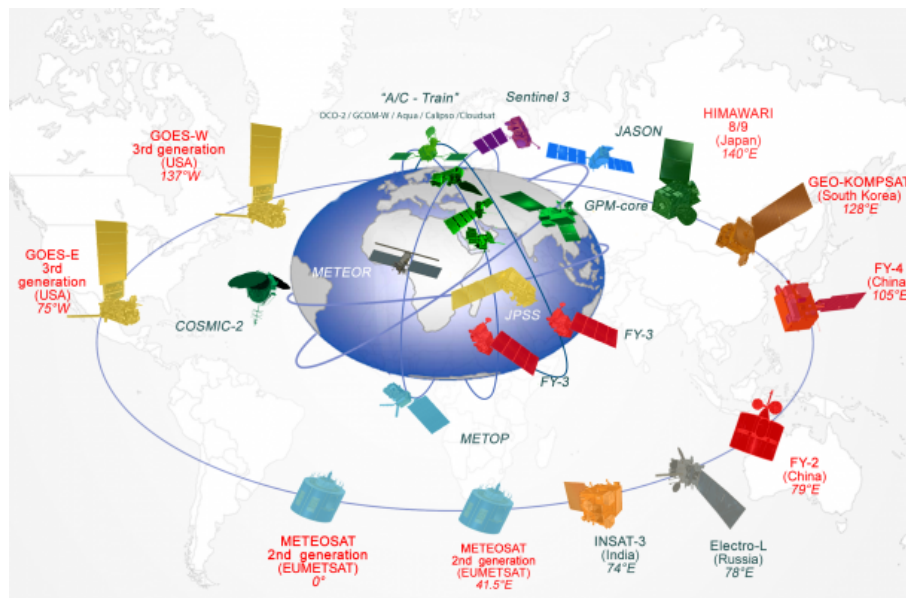 "A/C - Train"
OCO-2 / GCOM-W / Aqua / Calipso /Cloudsat
Sentinel 3
JASON
HIMAWARI
8/9
(Japan)
140°E
GOES-W
3rd generation
(USA)
137°W
GEO-KOMPSAT
(South Korea)
128°E
GPM-core
GOES-E
3rd
generation
(USA)
75°W
METEOR
FY-4
(China)
105°E
COSMIC-2
JPSS
FY-3
FY-3
METOP
FY-2
(China)
79°E
METEOSAT
2nd generation
(EUMETSAT)
0°
METEOSAT
2nd generation
(EUMETSAT)
41.5°E
INSAT-3
(India)
74°E
Electro-L
(Russia)
78°E